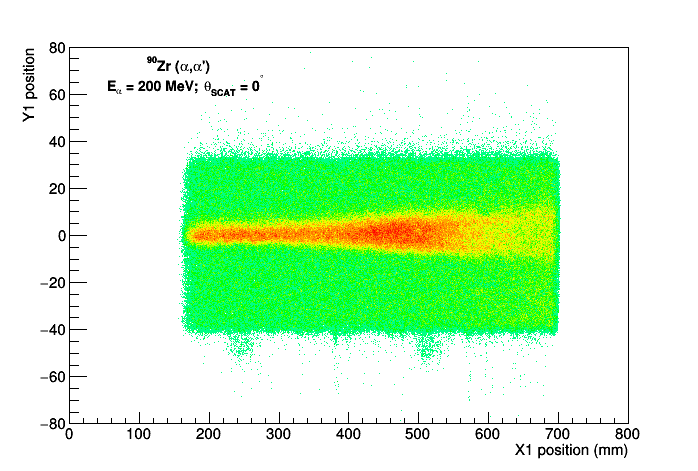 ⁹⁰Zr (α,α')
Eα = 200 MeV; θSCAT = 0°
Y1 position
80
60
40
20
0
−20
−40
−60
−80
0 100 200 300 400 500 600 700 800
X1 position (mm)